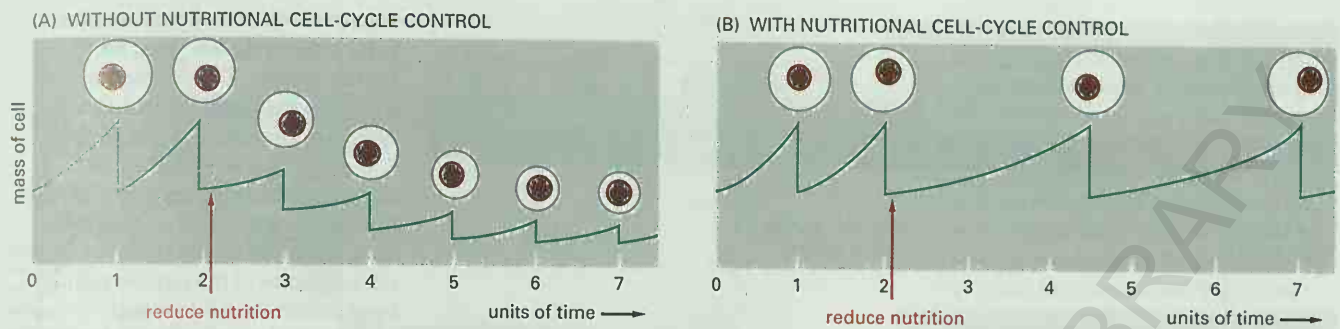 (A) WITHOUT NUTRITIONAL CELL-CYCLE CONTROL
mass of cell
0 1 2 3 4 5 6 7
reduce nutrition
units of time
(B) WITH NUTRITIONAL CELL-CYCLE CONTROL
0 1 2 3 4 5 6 7
reduce nutrition
units of time
BRARY